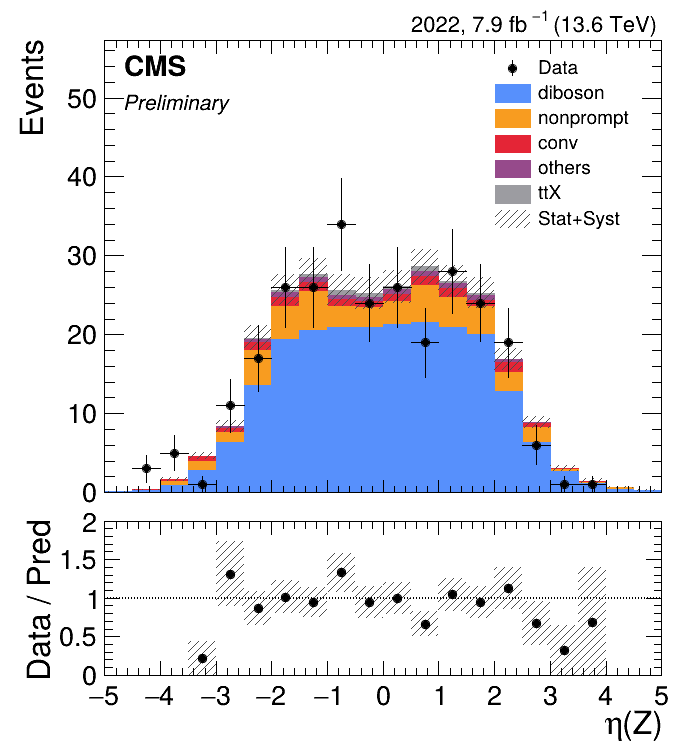 2022, 7.9 fb⁻¹ (13.6 TeV)
CMS
Preliminary
Events
50
40
30
20
10
0
Data
diboson
nonprompt
conv
others
ttX
Stat+Syst
Data / Pred
2
1.5
1
0.5
0
−5 −4 −3 −2 −1 0 1 2 3 4 5
η(Z)